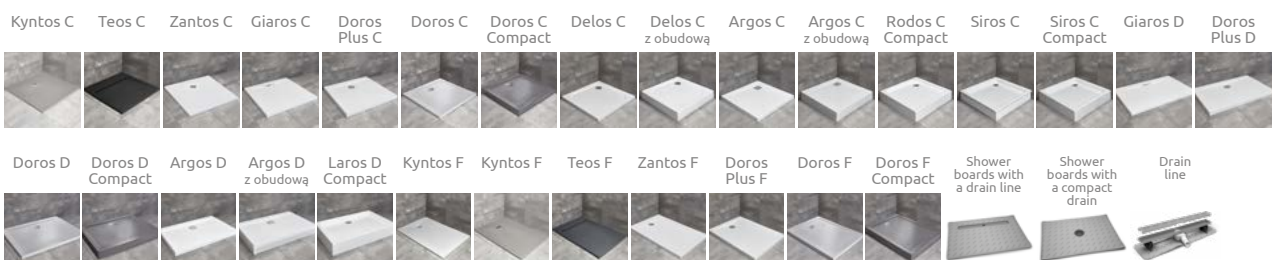 Kyntos C
Teos C
Zantos C
Giaros C
Doros
Plus C
Doros C
Doros C
Compact
Delos C
Delos C
z obudową
Argos C
Argos C
z obudową
Rodos C
Compact
Siros C
Siros C
Compact
Giaros D
Doros
Plus D
Doros D
Doros D
Compact
Argos D
Argos D
z obudową
Laros D
Compact
Kyntos F
Kyntos F
Teos F
Zantos F
Doros
Plus F
Doros F
Doros F
Compact
Shower
boards with
a drain line
Shower
boards with
a compact
drain
Drain
line